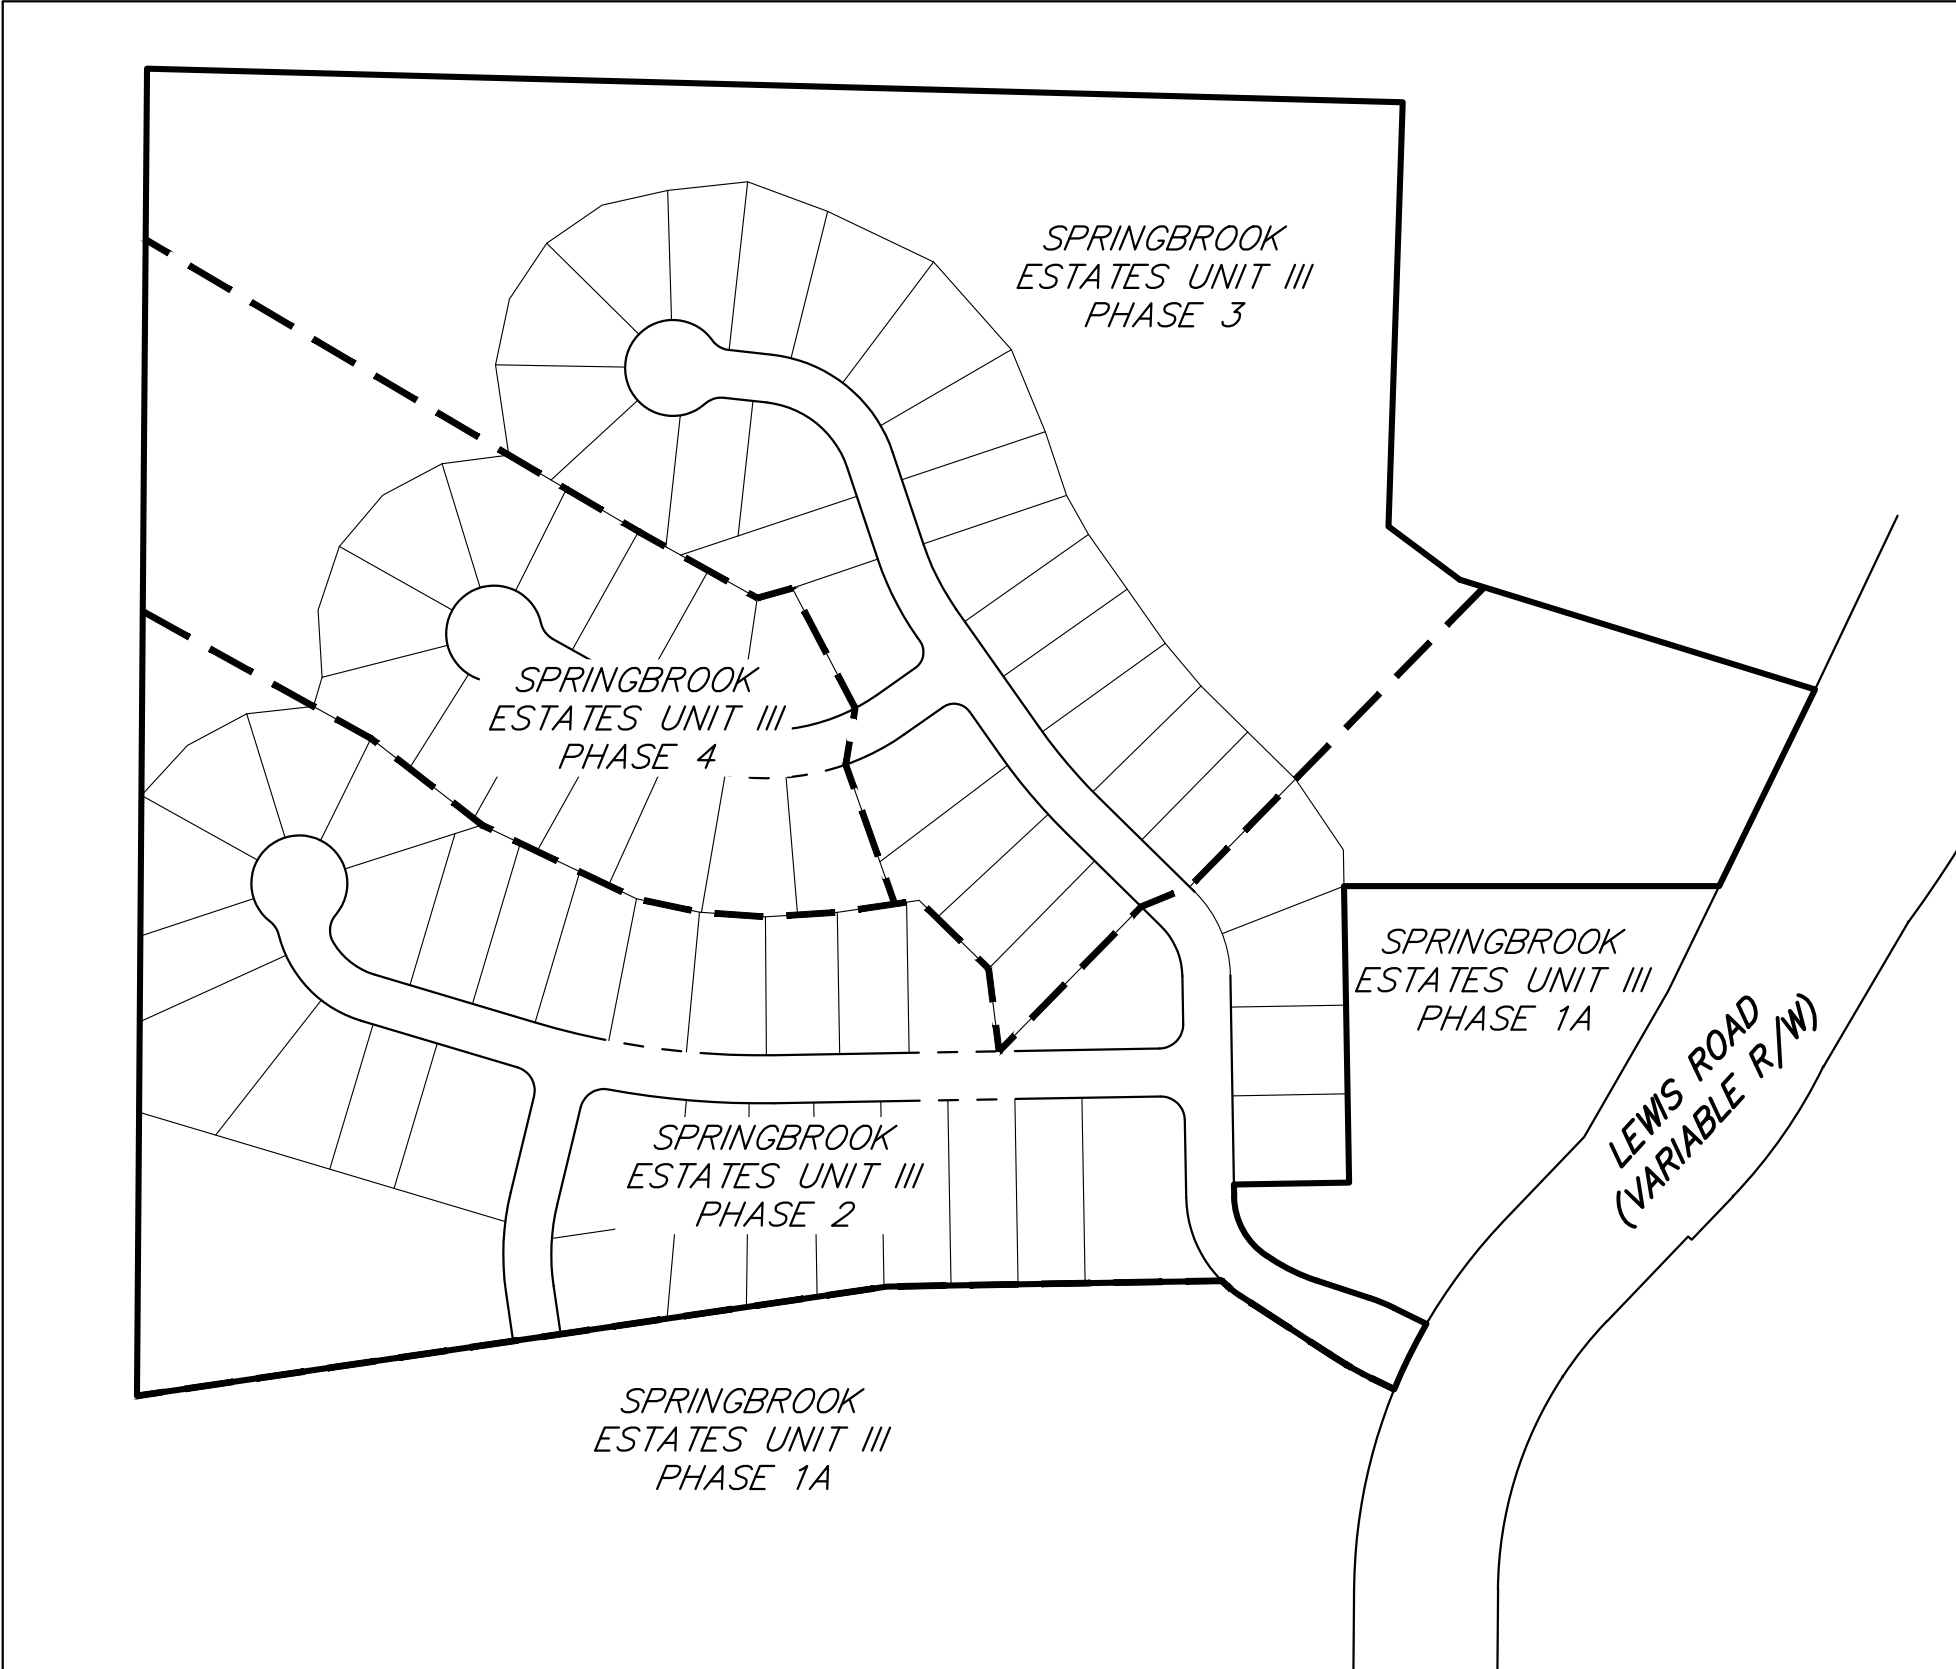 SPRINGBROOK
ESTATES UNIT III
PHASE 3
SPRINGBROOK
ESTATES UNIT III
PHASE 4
SPRINGBROOK
ESTATES UNIT III
PHASE 1A
LEWIS ROAD
(VARIABLE R/W)
SPRINGBROOK
ESTATES UNIT III
PHASE 2
SPRINGBROOK
ESTATES UNIT III
PHASE 1A